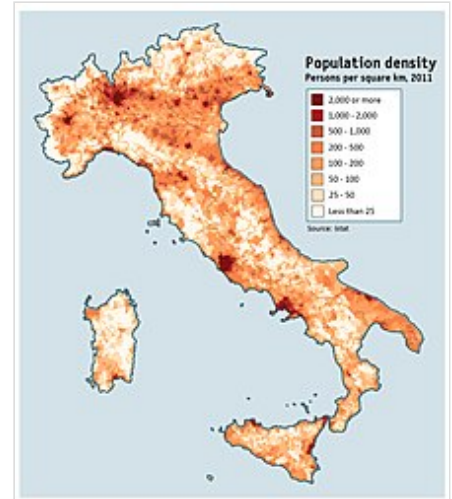 Population density
Persons per square km, 2011
2,000 or more
1,000 - 2,000
500 - 1,000
200 - 500
100 - 200
50 - 100
25 - 50
Less than 25
Source: Istat